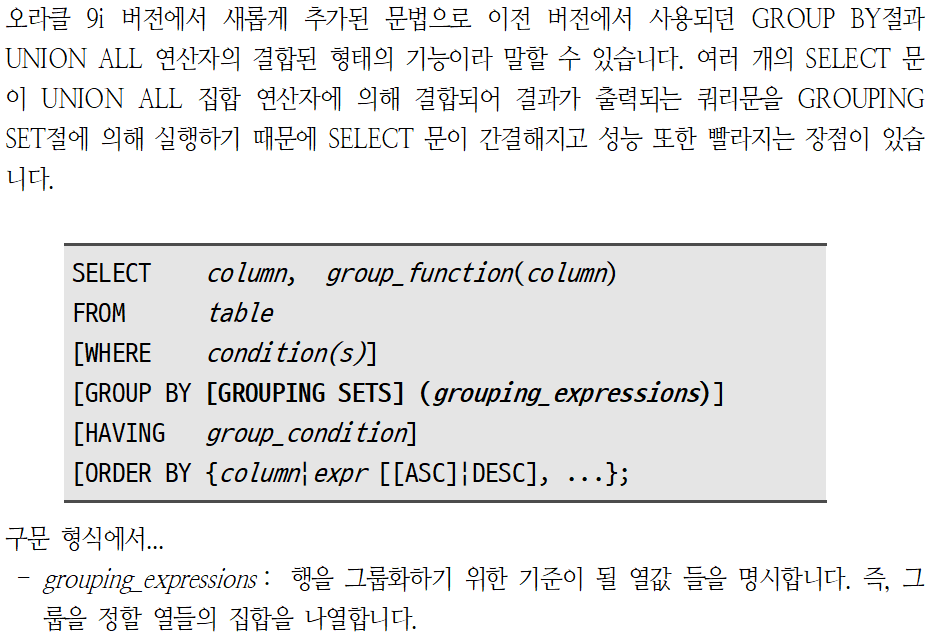 오라클 9i 버전에서 새롭게 추가된 문법으로 이전 버전에서 사용되던 GROUP BY절과
UNION ALL 연산자의 결합된 형태의 기능이라 말할 수 있습니다. 여러 개의 SELECT 문
이 UNION ALL 집합 연산자에 의해 결합되어 결과가 출력되는 쿼리문을 GROUPING
SET절에 의해 실행하기 때문에 SELECT 문이 간결해지고 성능 또한 빨라지는 장점이 있습
니다.
SELECT column, group_function(column)
FROM table
[WHERE condition(s)]
[GROUP BY [GROUPING SETS] (grouping_expressions)]
[HAVING group_condition]
[ORDER BY {column¦expr [[ASC]¦DESC], ...};
구문 형식에서...
- grouping_expressions : 행을 그룹화하기 위한 기준이 될 열값 들을 명시합니다. 즉, 그
룹을 정할 열들의 집합을 나열합니다.